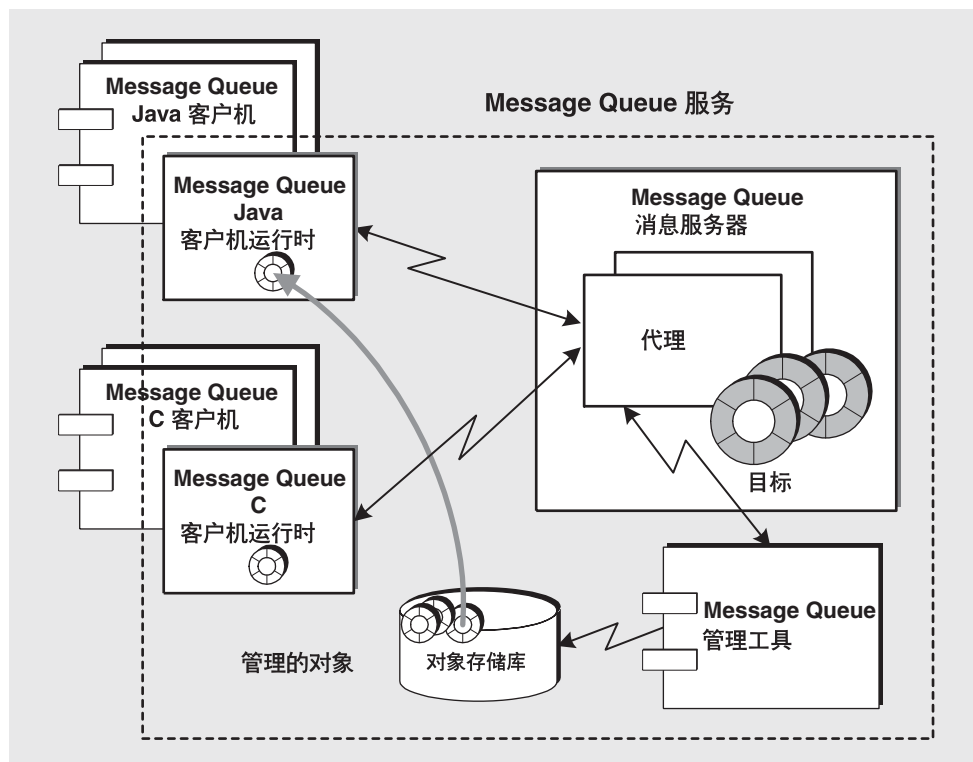 Message Queue
Java 客户机
Message Queue 服务
Message Queue
Java
客户机运行时
Message Queue
消息服务器
代理
目标
Message Queue
C 客户机
Message Queue
C
客户机运行时
管理的对象
对象存储库
Message Queue
管理工具